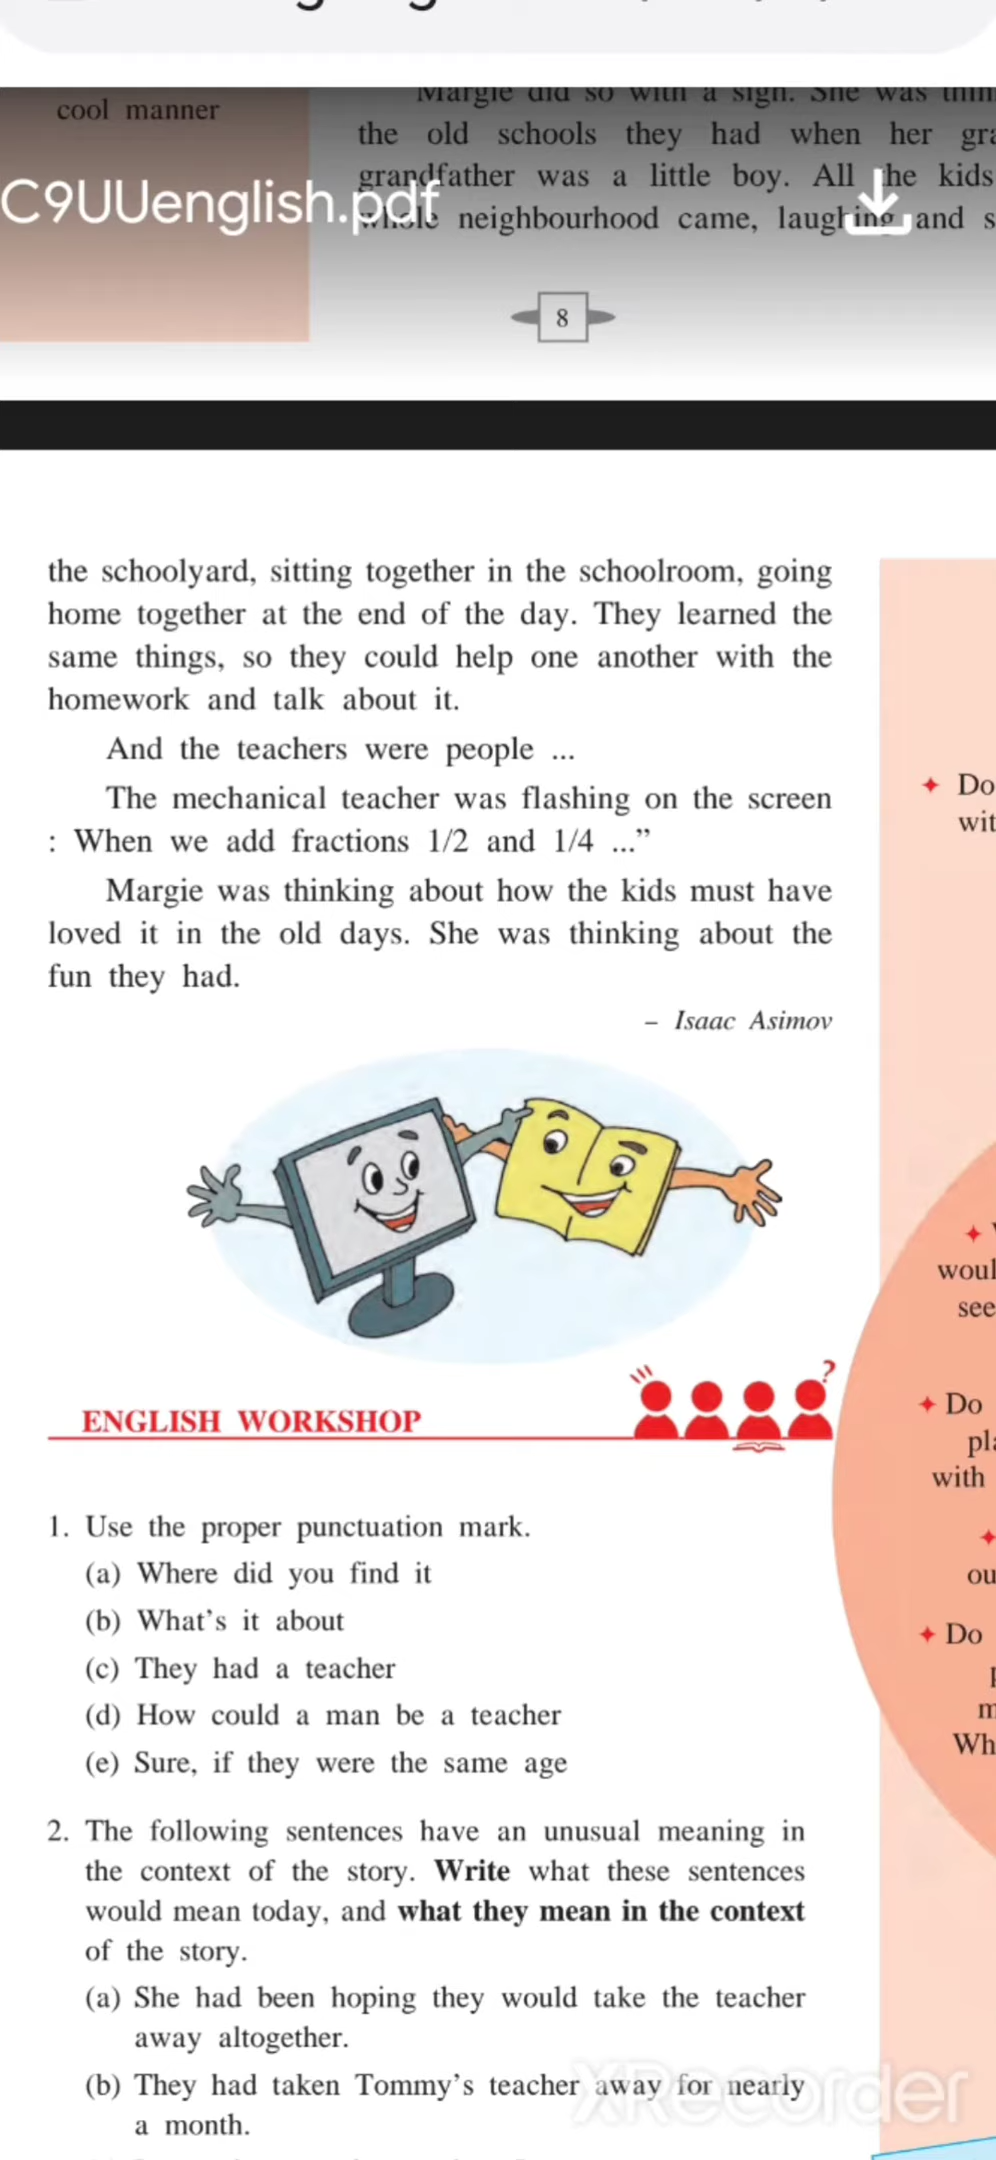 cool manner
Margie did so with a sign. She was
the old schools they had when her
grandfather was a little boy. All the kids
C9UUenglish.pdf
whole neighbourhood came, laughing and s
8
the schoolyard, sitting together in the schoolroom, going
home together at the end of the day. They learned the
same things, so they could help one another with the
homework and talk about it.
And the teachers were people ...
The mechanical teacher was flashing on the screen
: When we add fractions 1/2 and 1/4 ...”
Margie was thinking about how the kids must have
loved it in the old days. She was thinking about the
fun they had.
– Isaac Asimov
Do
wit
woul
see
ENGLISH WORKSHOP
?
Do
pla
with
ou
Do
m
Wh
1. Use the proper punctuation mark.
(a) Where did you find it
(b) What’s it about
(c) They had a teacher
(d) How could a man be a teacher
(e) Sure, if they were the same age
2. The following sentences have an unusual meaning in
the context of the story. Write what these sentences
would mean today, and what they mean in the context
of the story.
(a) She had been hoping they would take the teacher
away altogether.
(b) They had taken Tommy’s teacher away for nearly
a month.
XRecorder